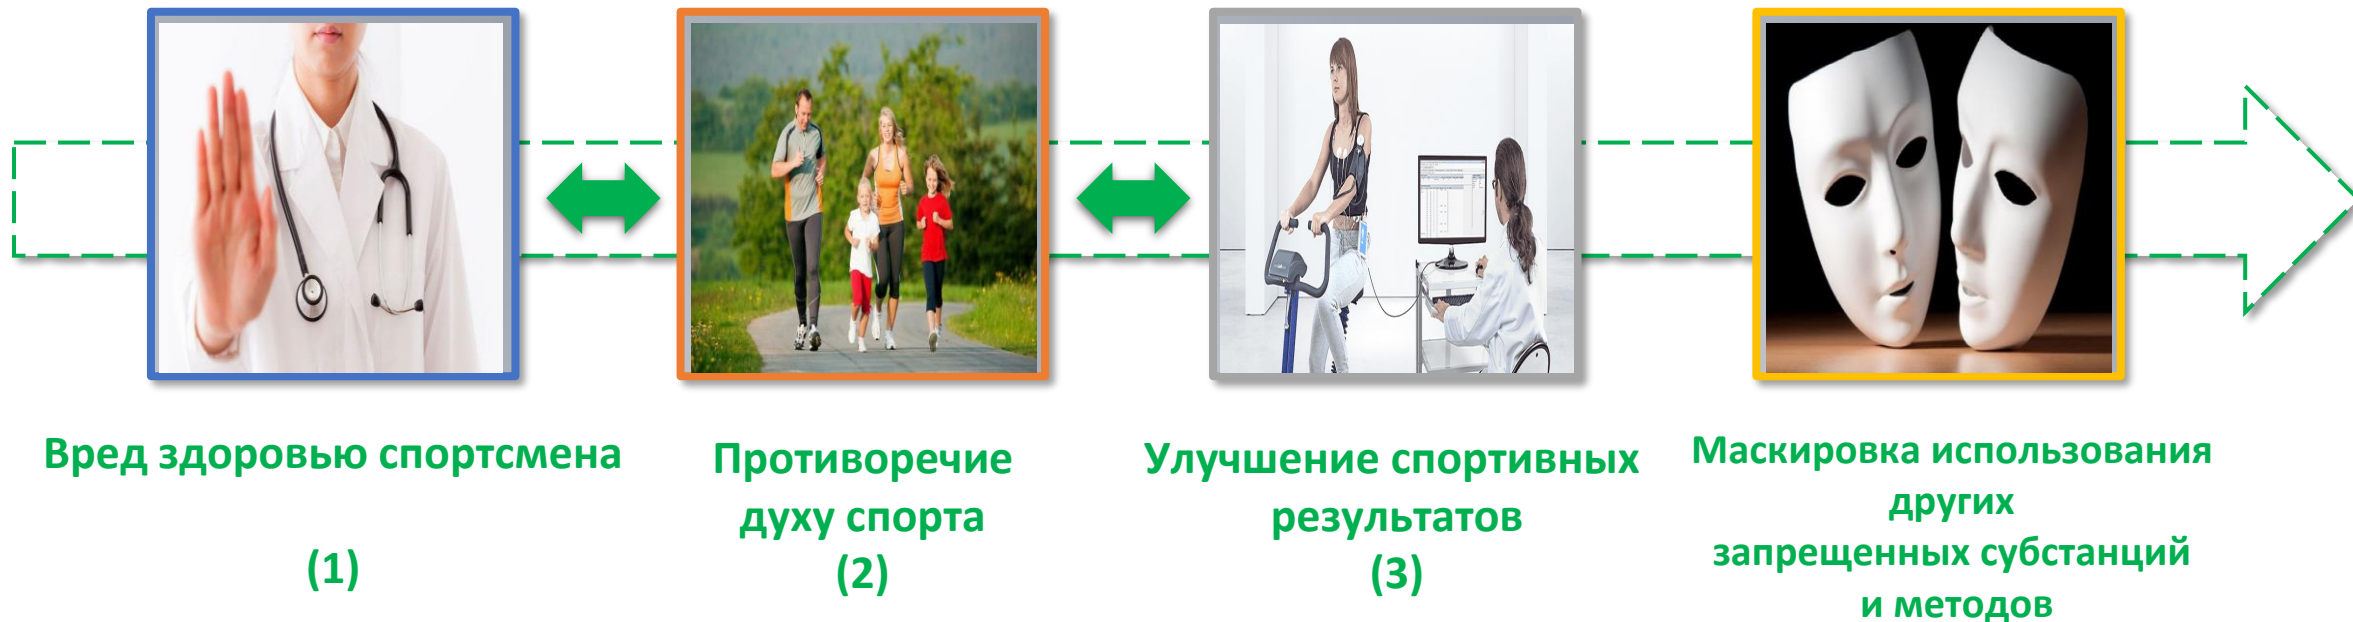 Вред здоровью спортсмена
(1)
Противоречие
духу спорта
(2)
Улучшение спортивных
результатов
(3)
Маскировка использования
других
запрещенных субстанций
и методов